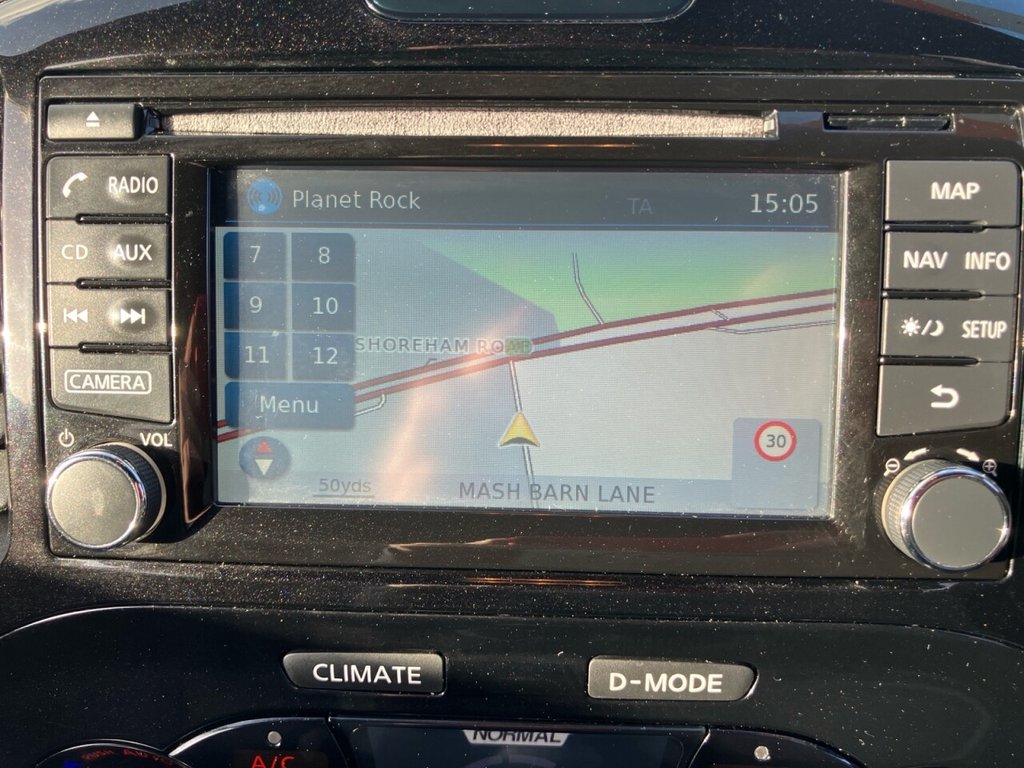 Planet Rock TA 15:05
RADIO
MAP
7 8
CD AUX
NAV INFO
9 10
SETUP
SHOREHAM ROAD
11 12
CAMERA
Menu
VOL
30
50yds
MASH BARN LANE
CLIMATE
D-MODE
NORMAL
A/C